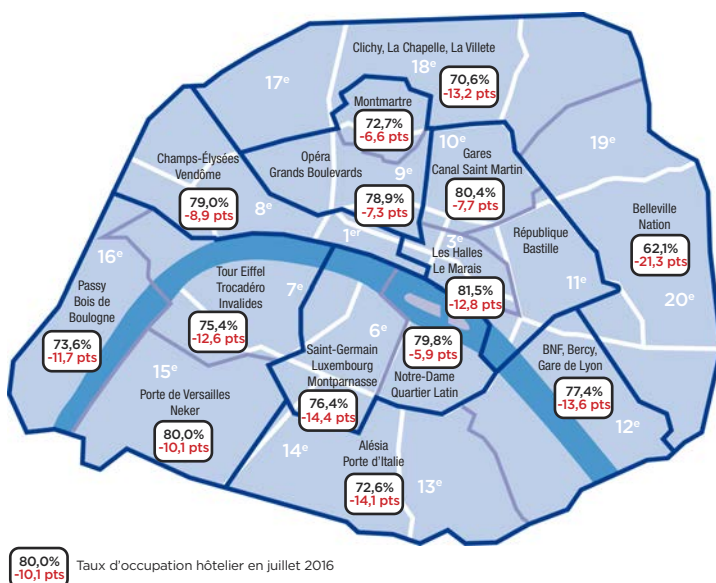 Clichy, La Chapelle, La Villete
17e
18e
70,6%
-13,2 pts
Montmartre
72,7%
-6,6 pts
10e
19e
Champs-Élysées
Vendôme
79,0%
-8,9 pts
8e
Opéra
Grands Boulevards
9e
78,9%
-7,3 pts
Gares
Canal Saint Martin
80,4%
-7,7 pts
Belleville
Nation
62,1%
-21,3 pts
20e
1er
3e
République
Bastille
11e
Les Halles
Le Marais
81,5%
-12,8 pts
16e
Passy
Bois de
Boulogne
73,6%
-11,7 pts
Tour Eiffel
Trocadéro
Invalides
7e
75,4%
-12,6 pts
6e
Saint-Germain
Luxembourg
Montparnasse
76,4%
-14,4 pts
79,8%
-5,9 pts
Notre-Dame
Quartier Latin
BNF, Bercy,
Gare de Lyon
77,4%
-13,6 pts
12e
15e
Porte de Versailles
Neker
80,0%
-10,1 pts
14e
Alésia
Porte d'Italie
72,6%
-14,1 pts
13e
80,0%
-10,1 pts
Taux d'occupation hôtelier en juillet 2016